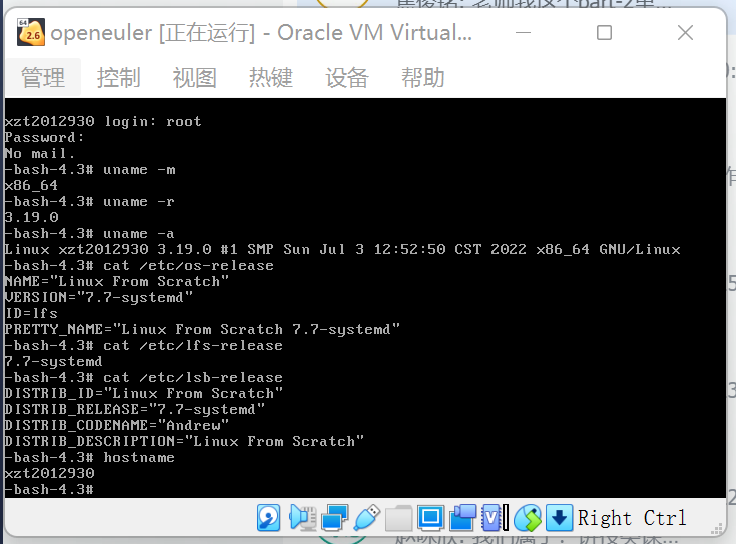 64
2.6
openeuler [正在运行] - Oracle VM Virtual...
管理 控制 视图 热键 设备 帮助
xzt2012930 login: root
Password:
No mail.
-bash-4.3# uname -m
x86_64
-bash-4.3# uname -r
3.19.0
-bash-4.3# uname -a
Linux xzt2012930 3.19.0 #1 SMP Sun Jul 3 12:52:50 CST 2022 x86_64 GNU/Linux
-bash-4.3# cat /etc/os-release
NAME="Linux From Scratch"
VERSION="7.7-systemd"
ID=lfs
PRETTY_NAME="Linux From Scratch 7.7-systemd"
-bash-4.3# cat /etc/lfs-release
7.7-systemd
-bash-4.3# cat /etc/lsb-release
DISTRIB_ID="Linux From Scratch"
DISTRIB_RELEASE="7.7-systemd"
DISTRIB_CODENAME="Andrew"
DISTRIB_DESCRIPTION="Linux From Scratch"
-bash-4.3# hostname
xzt2012930
-bash-4.3#
Right Ctrl